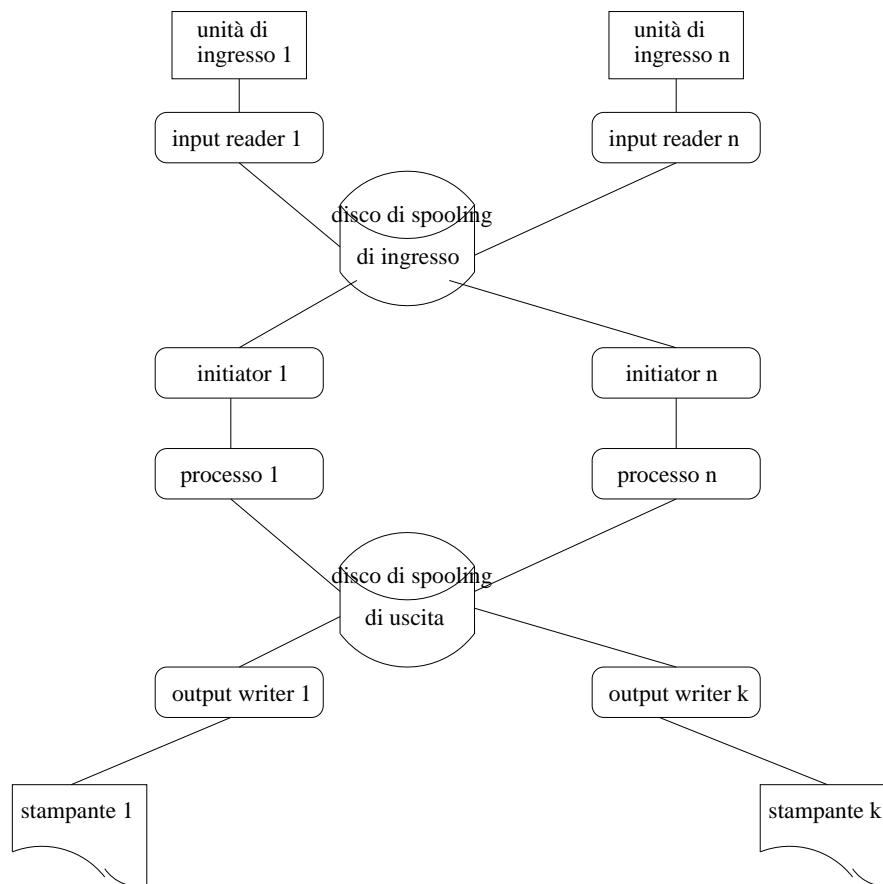 unità di
ingresso 1
unità di
ingresso n
input reader 1
input reader n
disco di spooling
di ingresso
initiator 1
initiator n
processo 1
processo n
disco di spooling
di uscita
output writer 1
output writer k
stampante 1
stampante k